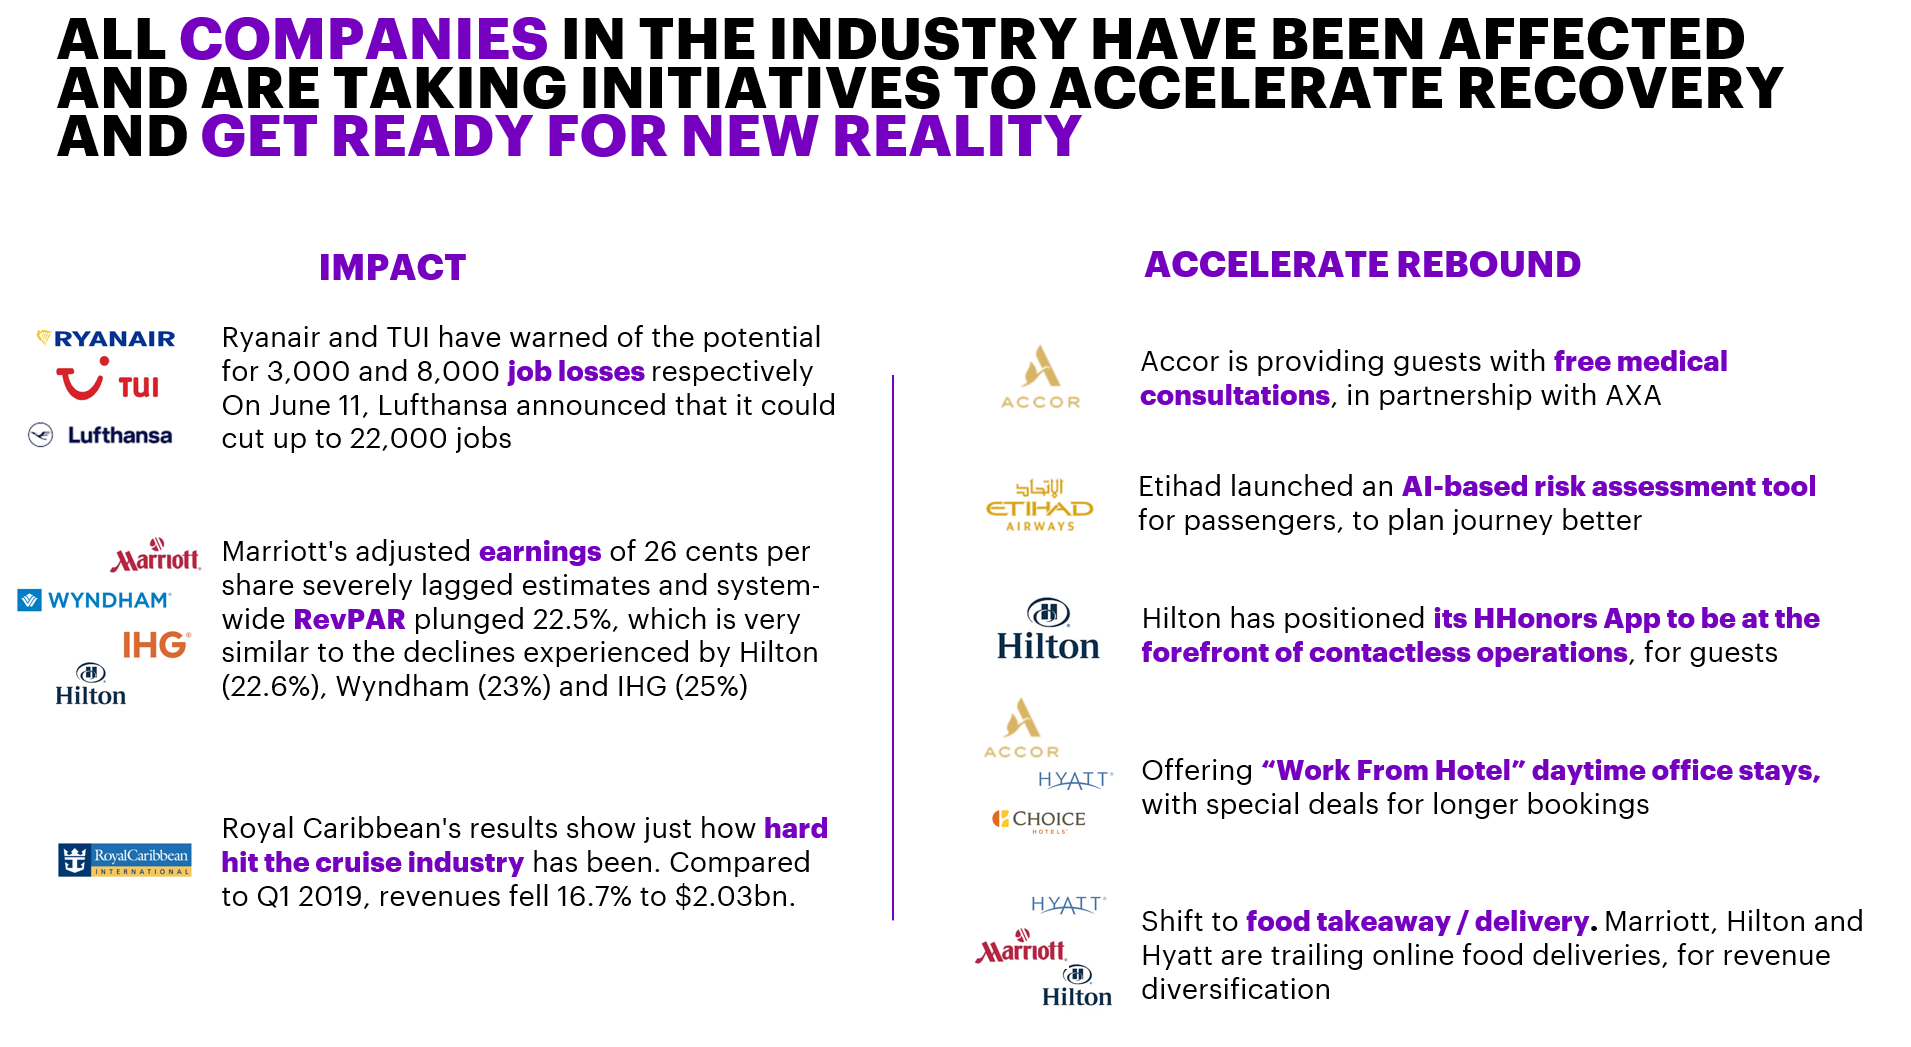 ALL COMPANIES IN THE INDUSTRY HAVE BEEN AFFECTED
AND ARE TAKING INITIATIVES TO ACCELERATE RECOVERY
AND GET READY FOR NEW REALITY
IMPACT
RYANAIR
TUI
Lufthansa
Ryanair and TUI have warned of the potential
for 3,000 and 8,000 job losses respectively
On June 11, Lufthansa announced that it could
cut up to 22,000 jobs
Marriott
WYNDHAM
IHG
Hilton
Marriott's adjusted earnings of 26 cents per
share severely lagged estimates and system-
wide RevPAR plunged 22.5%, which is very
similar to the declines experienced by Hilton
(22.6%), Wyndham (23%) and IHG (25%)
RoyalCaribbean
INTERNATIONAL
Royal Caribbean's results show just how hard
hit the cruise industry has been. Compared
to Q1 2019, revenues fell 16.7% to $2.03bn.
ACCELERATE REBOUND
ACCOR
Accor is providing guests with free medical
consultations, in partnership with AXA
الإتحاد
ETIHAD
AIRWAYS
Etihad launched an AI-based risk assessment tool
for passengers, to plan journey better
Hilton
Hilton has positioned its HHonors App to be at the
forefront of contactless operations, for guests
ACCOR
HYATT
CHOICE
HOTELS
Offering “Work From Hotel” daytime office stays,
with special deals for longer bookings
HYATT
Marriott
Hilton
Shift to food takeaway / delivery. Marriott, Hilton and
Hyatt are trailing online food deliveries, for revenue
diversification